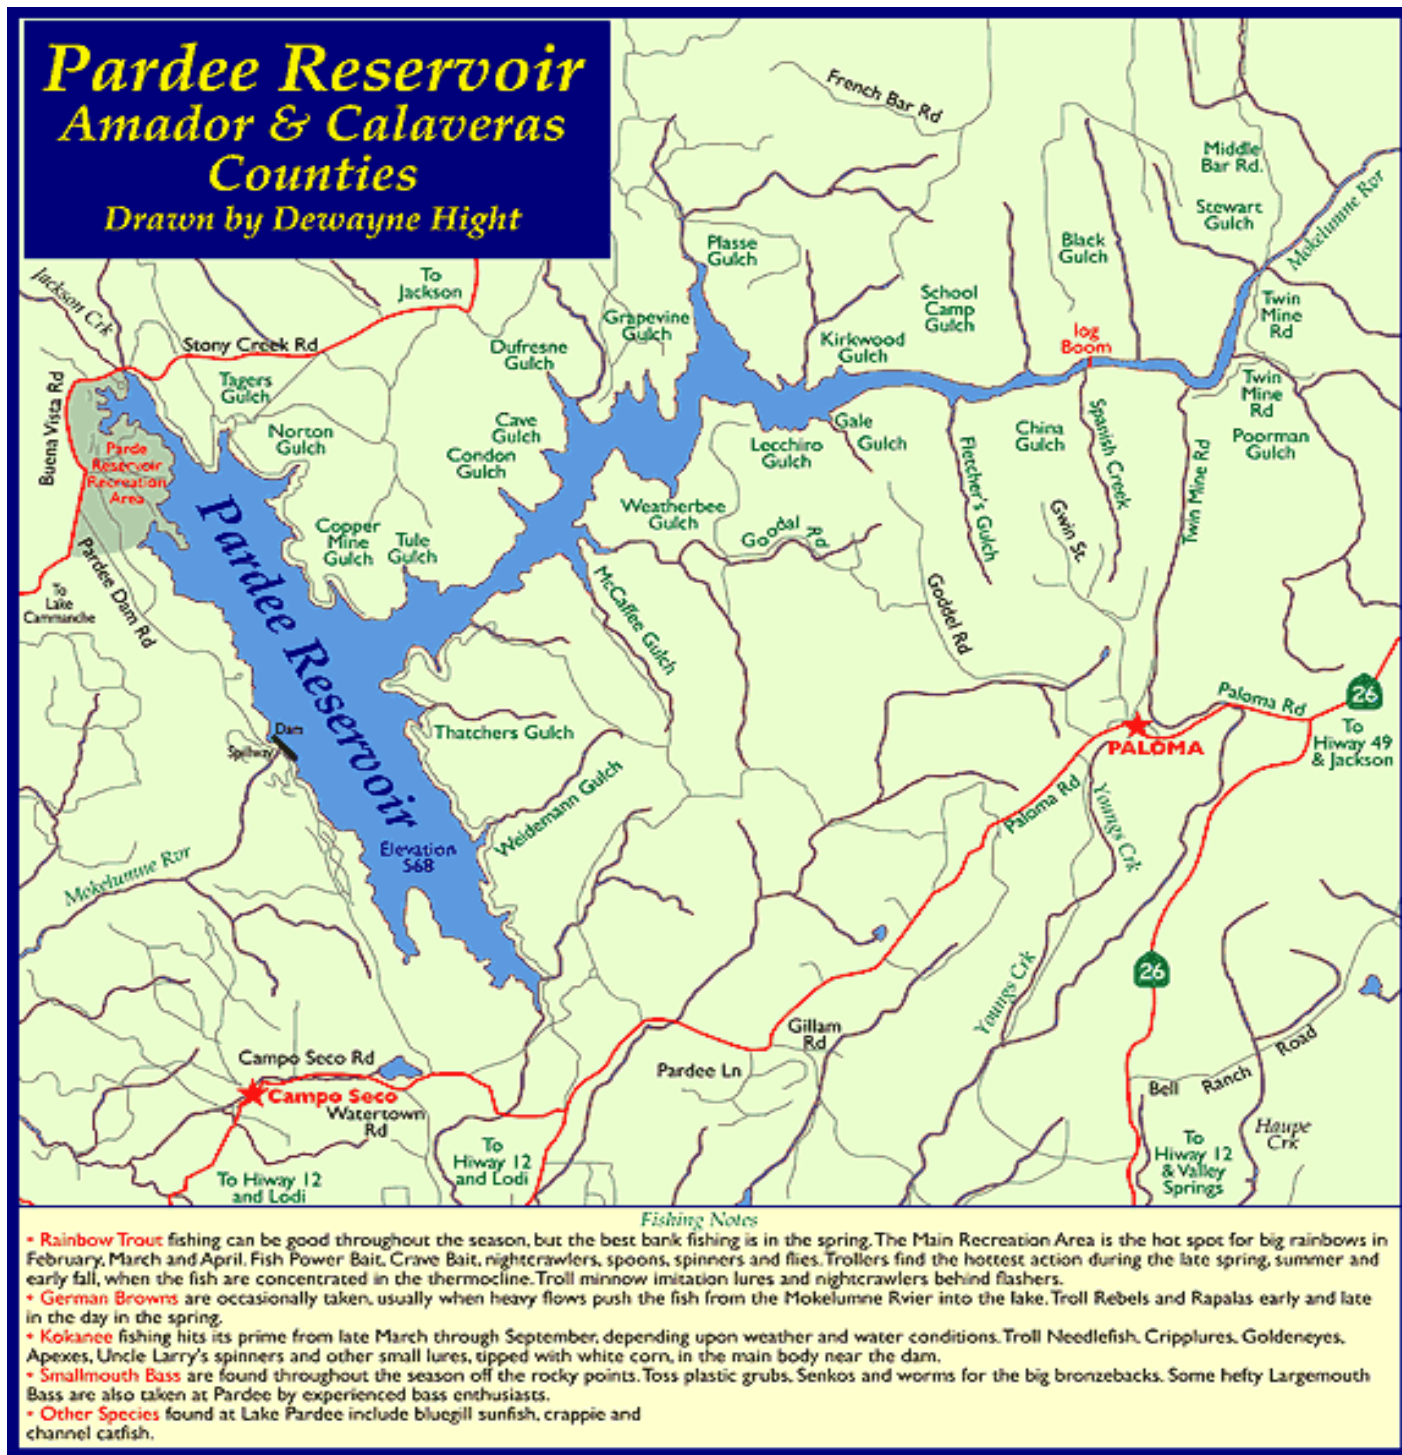 Pardee Reservoir
Amador & Calaveras
Counties
Drawn by Dewayne Hight
French Bar Rd
Middle
Bar Rd.
Stewart
Gulch
Mokelumne Rvr
Jackson Crk
To
Jackson
Plasse
Gulch
Black
Gulch
Grapevine
Gulch
School
Camp
Gulch
Twin
Mine
Rd
Stony Creek Rd
Dufresne
Gulch
Kirkwood
Gulch
log
Boom
Buena Vista Rd
Tagers
Gulch
Twin
Mine
Rd
Norton
Gulch
Cave
Gulch
Gale
Gulch
China
Gulch
Spanish Creek
Poorman
Gulch
Lecchiro
Gulch
Condon
Gulch
Parde
Reservoir
Recreation
Area
Fletcher's Gulch
Twin Mine Rd
Weatherbee
Gulch
Goodal Rd
Gwin St.
Copper
Mine
Gulch
Tule
Gulch
Pardee Dam Rd
To
Lake
Cammanche
McCaffee Gulch
Goddel Rd
Pardee Reservoir
Paloma Rd
26
To
Hiway 49
& Jackson
Dam
Spillway
Thatchers Gulch
PALOMA
Weidemann Gulch
Paloma Rd
Youngs Crk
Elevation
568
Mokelumne Rvr
Youngs Crk
26
Gillam
Rd
Road
Campo Seco Rd
Pardee Ln
Bell Ranch
Campo Seco
Watertown
Rd
Haupe
Crk
To
Hiway 12
and Lodi
To
Hiway 12
& Valley
Springs
To Hiway 12
and Lodi
Fishing Notes
• Rainbow Trout fishing can be good throughout the season, but the best bank fishing is in the spring. The Main Recreation Area is the hot spot for big rainbows in
February, March and April. Fish Power Bait, Crave Bait, nightcrawlers, spoons, spinners and flies. Trollers find the hottest action during the late spring, summer and
early fall, when the fish are concentrated in the thermocline. Troll minnow imitation lures and nightcrawlers behind flashers.
• German Browns are occasionally taken, usually when heavy flows push the fish from the Mokelumne Rvier into the lake. Troll Rebels and Rapalas early and late
in the day in the spring.
• Kokanee fishing hits its prime from late March through September, depending upon weather and water conditions. Troll Needlefish, Cripplures, Goldeneyes,
Apexes, Uncle Larry's spinners and other small lures, tipped with white corn, in the main body near the dam.
• Smallmouth Bass are found throughout the season off the rocky points. Toss plastic grubs, Senkos and worms for the big bronzebacks. Some hefty Largemouth
Bass are also taken at Pardee by experienced bass enthusiasts.
• Other Species found at Lake Pardee include bluegill sunfish, crappie and
channel catfish.